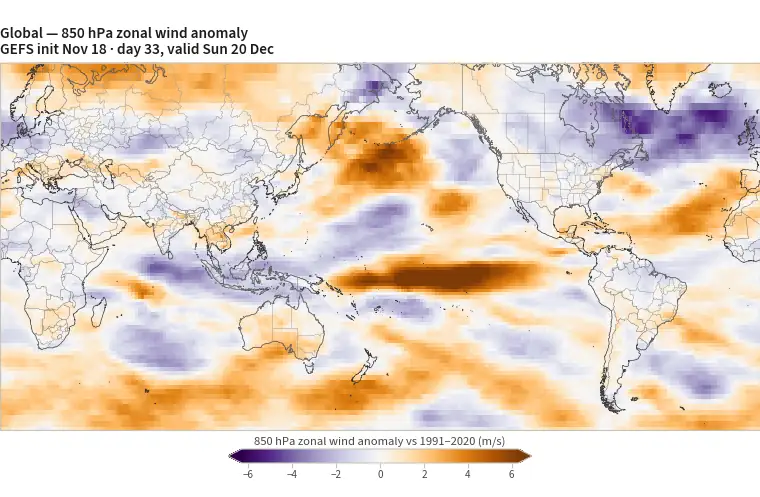 Global — 850 hPa zonal wind anomaly
GEFS init Nov 18 · day 33, valid Sun 20 Dec
850 hPa zonal wind anomaly vs 1991–2020 (m/s)
−6 −4 −2 0 2 4 6